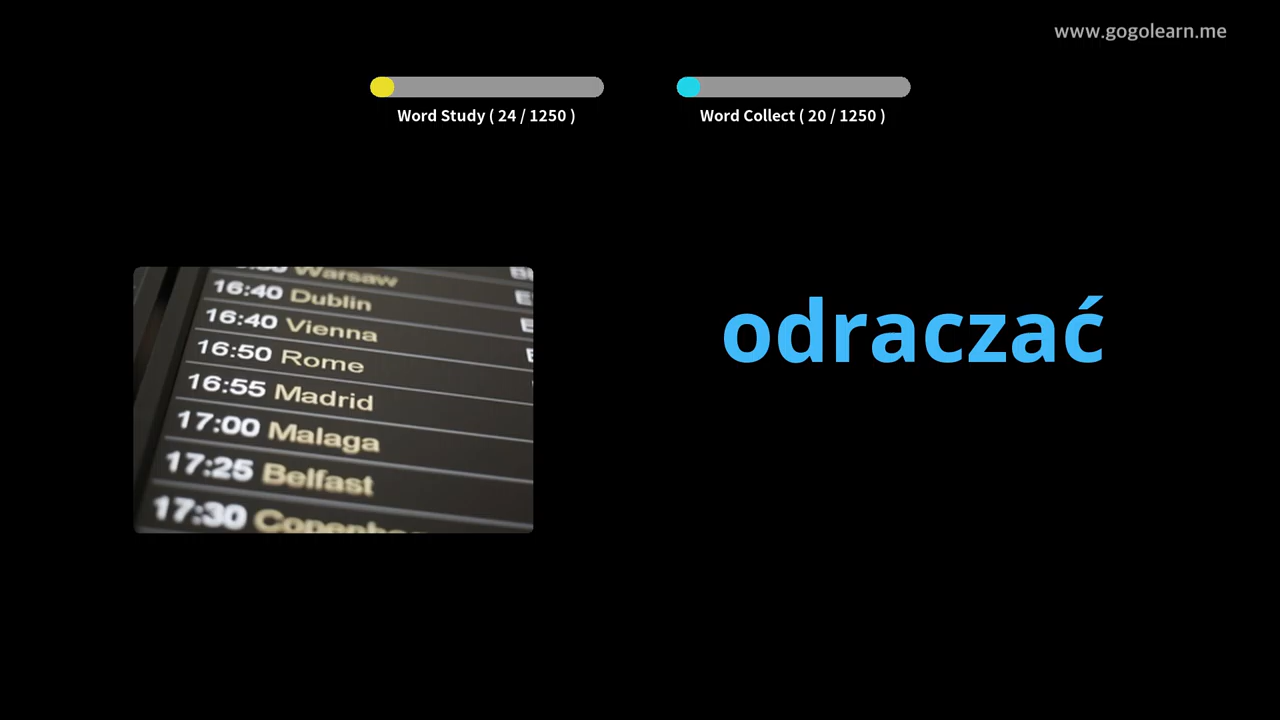 www.gogolearn.me
Word Study ( 24 / 1250 )
Word Collect ( 20 / 1250 )
Warsaw
16:40 Dublin
16:40 Vienna
16:50 Rome
16:55 Madrid
17:00 Malaga
17:25 Belfast
17:30
odraczać